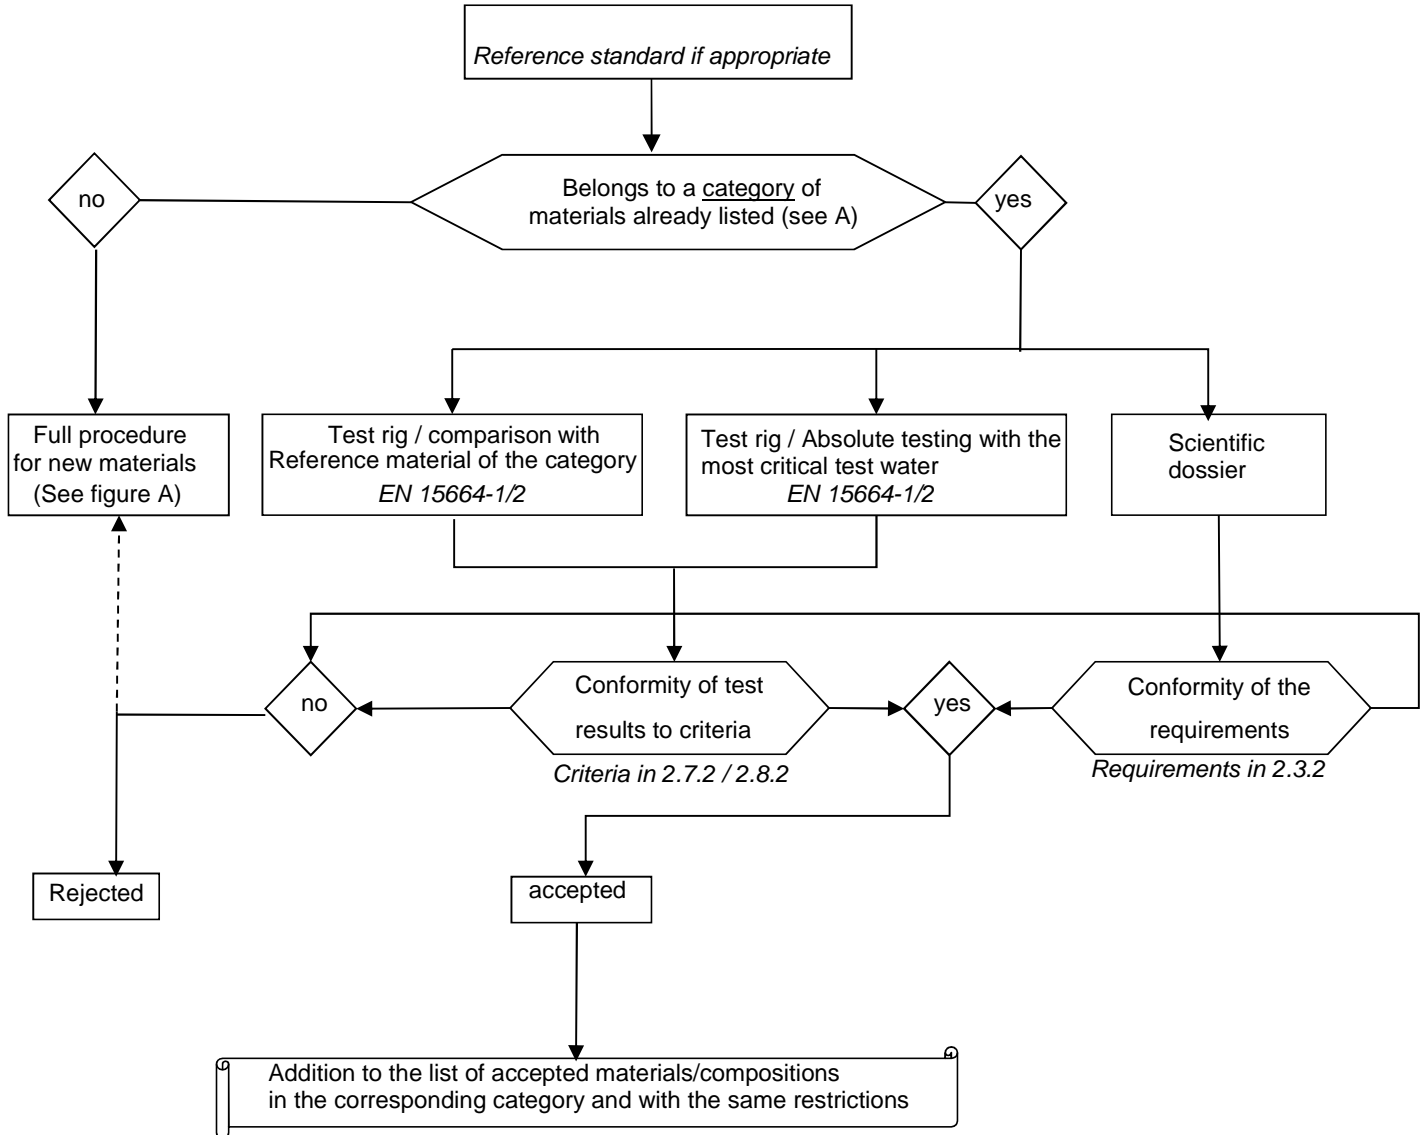 Reference standard if appropriate
no
Belongs to a category of
materials already listed (see A)
yes
Full procedure
for new materials
(See figure A)
Test rig / comparison with
Reference material of the category
EN 15664-1/2
Test rig / Absolute testing with the
most critical test water
EN 15664-1/2
Scientific
dossier
no
Conformity of test
results to criteria
Criteria in 2.7.2 / 2.8.2
yes
Conformity of the
requirements
Requirements in 2.3.2
Rejected
accepted
Addition to the list of accepted materials/compositions
in the corresponding category and with the same restrictions